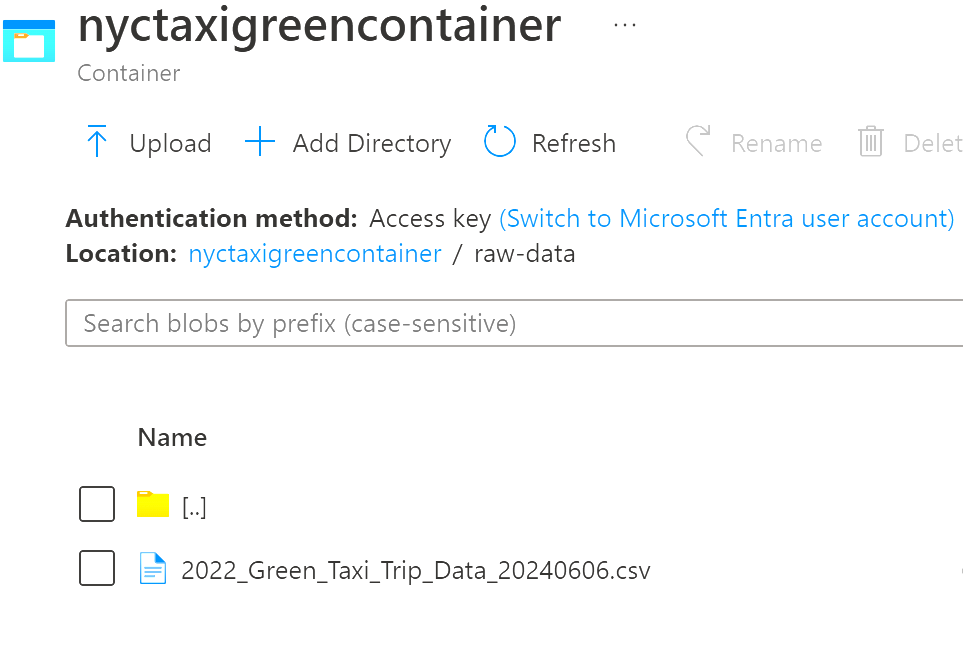 nyctaxigreencontainer ...
Container
Upload Add Directory Refresh Rename Delet
Authentication method: Access key (Switch to Microsoft Entra user account)
Location: nyctaxigreencontainer / raw-data
Search blobs by prefix (case-sensitive)
Name
[..]
2022_Green_Taxi_Trip_Data_20240606.csv